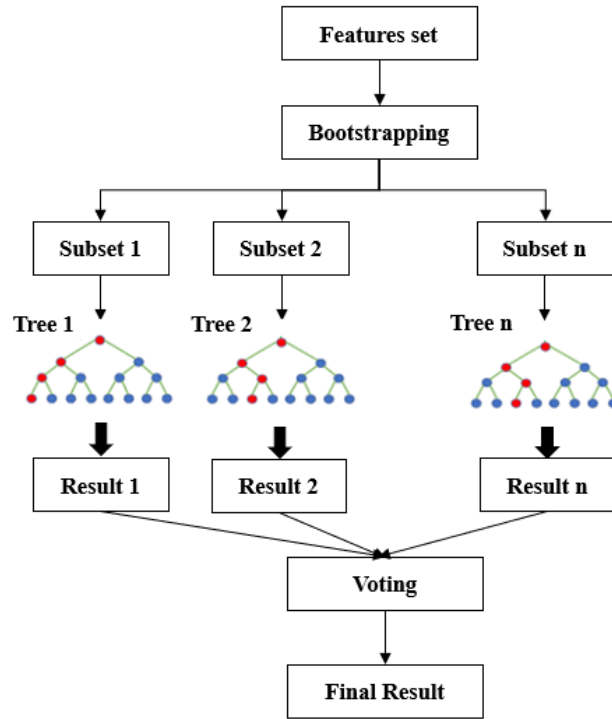 Features set
Bootstrapping
Subset 1
Subset 2
Subset n
Tree 1
Tree 2
Tree n
Result 1
Result 2
Result n
Voting
Final Result